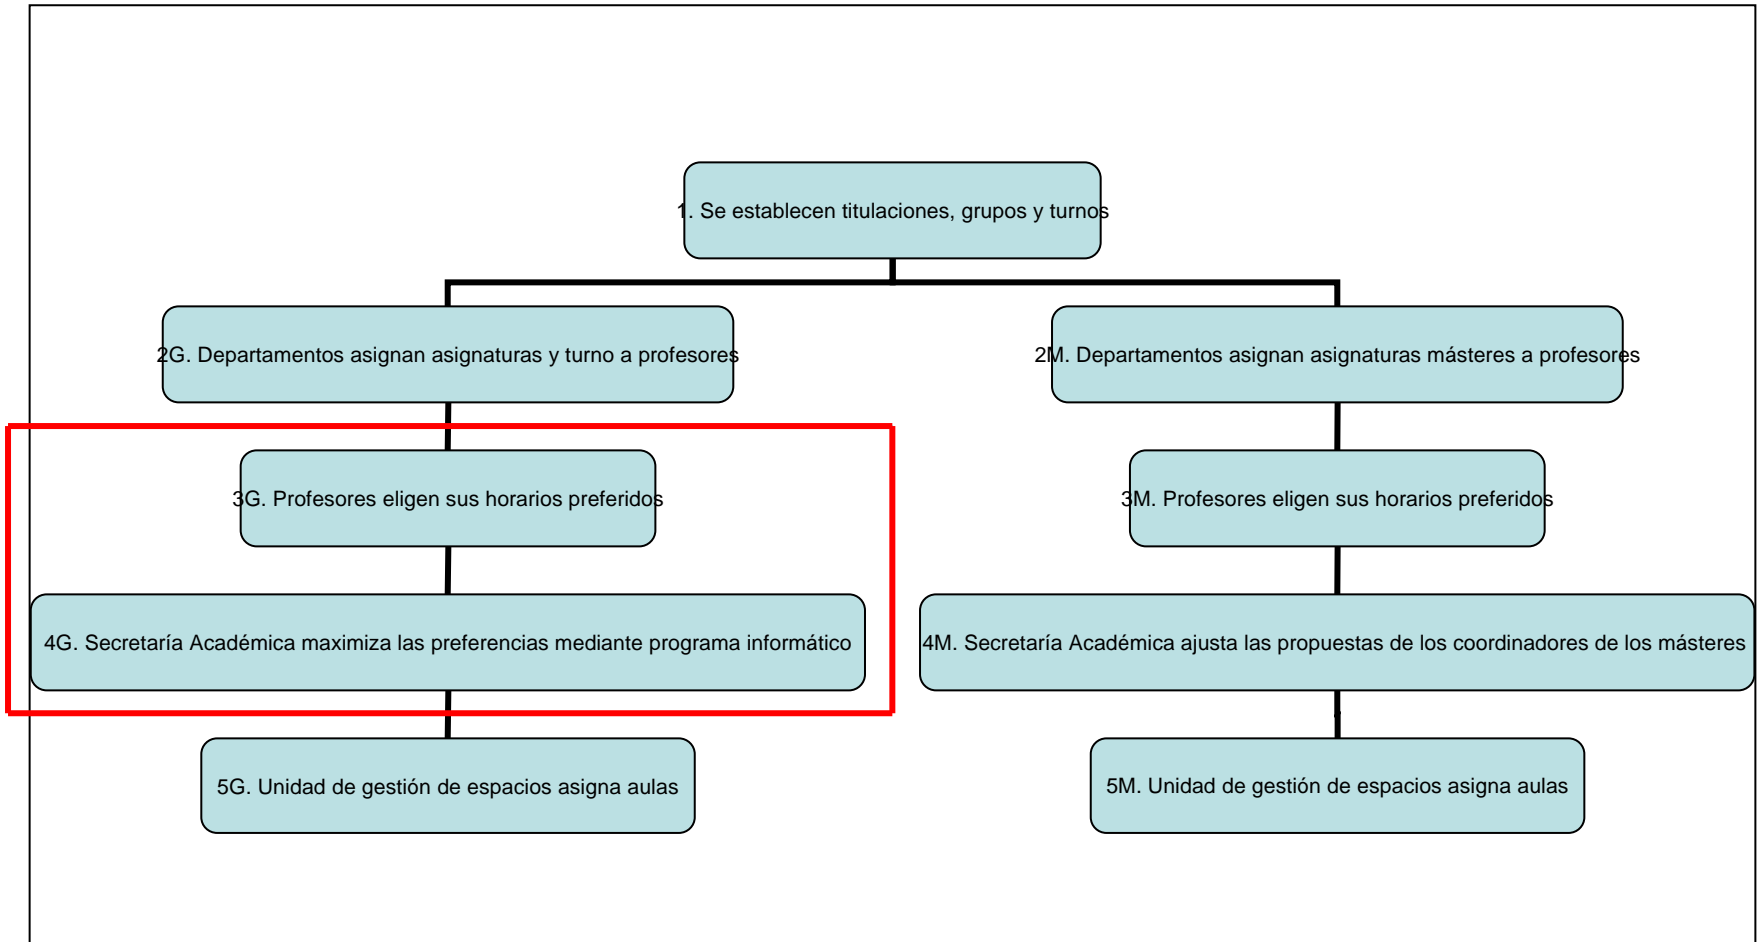 1. Se establecen titulaciones, grupos y turnos
2G. Departamentos asignan asignaturas y turno a profesores
2M. Departamentos asignan asignaturas másteres a profesores
3G. Profesores eligen sus horarios preferidos
3M. Profesores eligen sus horarios preferidos
4G. Secretaría Académica maximiza las preferencias mediante programa informático
4M. Secretaría Académica ajusta las propuestas de los coordinadores de los másteres
5G. Unidad de gestión de espacios asigna aulas
5M. Unidad de gestión de espacios asigna aulas